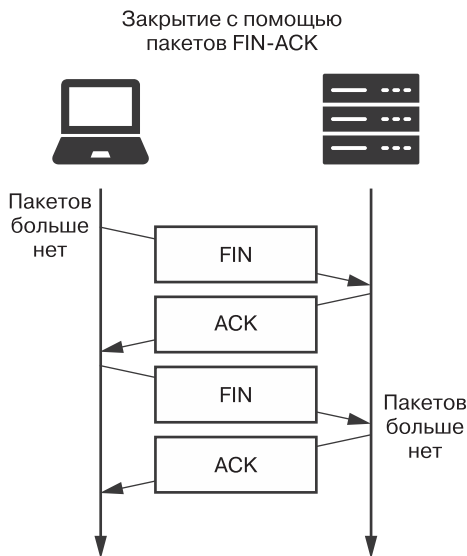 Закрытие с помощью
пакетов FIN-ACK
Пакетов
больше
нет
FIN
ACK
FIN
Пакетов
больше
нет
ACK